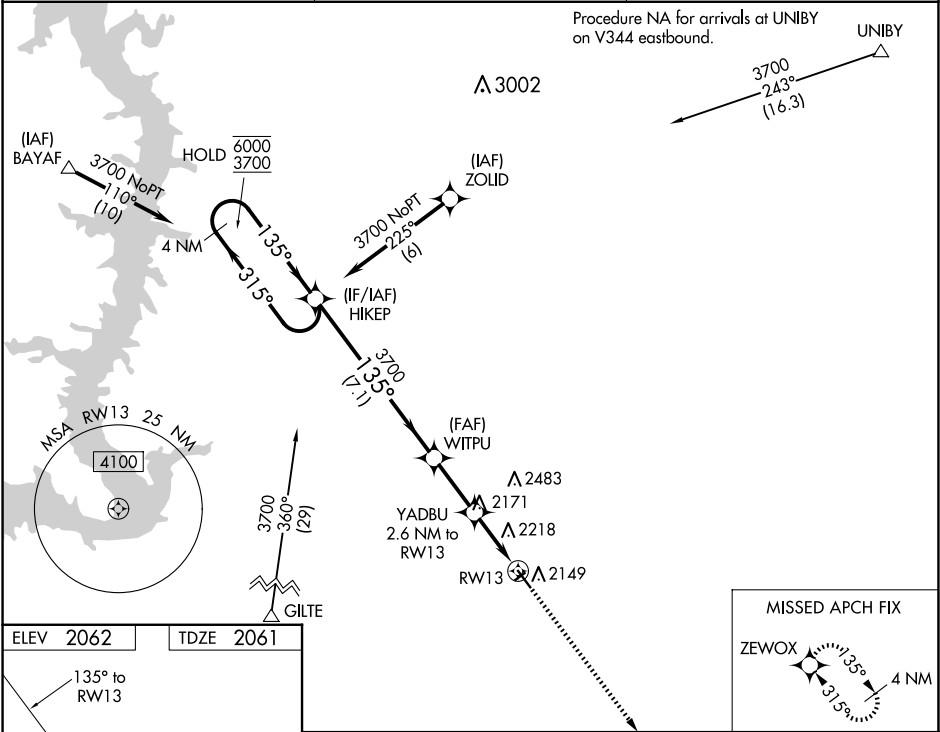 Procedure NA for arrivals at UNIBY
on V344 eastbound.
UNIBY
3700
243°
(16.3)
3002
(IAF)
BAYAF
3700 NoPT
110°
(10)
HOLD
6000
3700
4 NM
135°
315°
(IAF)
ZOLID
3700 NoPT
225°
(6)
(IF/IAF)
HIKEP
3700
135°
(7.1)
(FAF)
WITPU
MSA RW13 25 NM
4100
3700
360°
(29)
GILTE
2483
2171
YADBU
2.6 NM to
RW13
2218
RW13
2149
ELEV 2062
TDZE 2061
135° to
RW13
MISSED APCH FIX
ZEWOX
135°
315°
4 NM